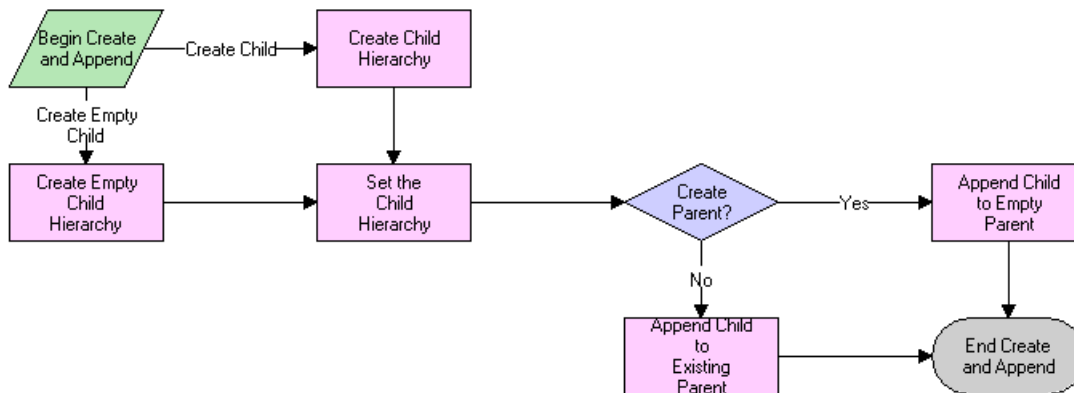 Begin Create
and Append
Create Child
Create Child
Hierarchy
Create Empty
Child
Create Empty
Child
Hierarchy
Set the
Child
Hierarchy
Create
Parent?
Yes
Append Child
to Empty
Parent
No
Append Child
to
Existing
Parent
End Create
and Append